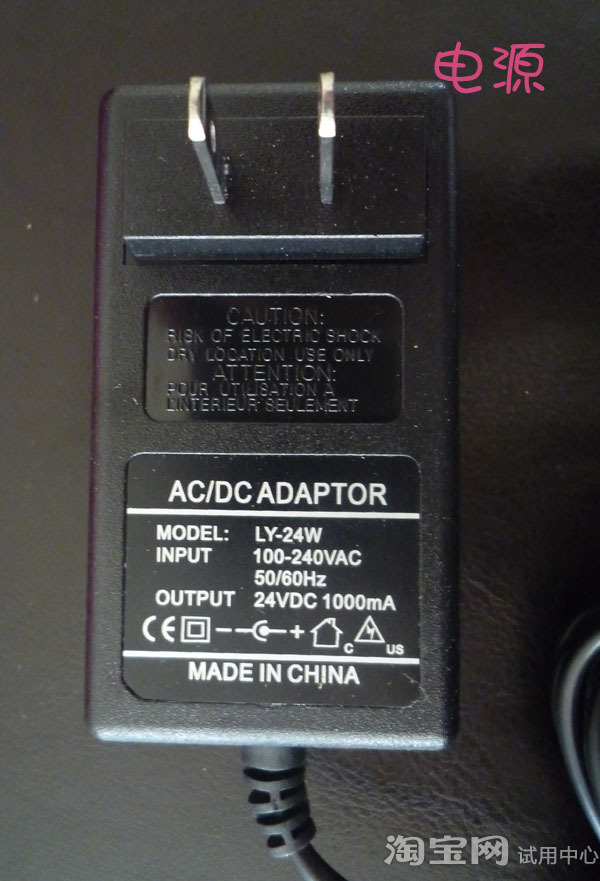 电源
CAUTION:
RISK OF ELECTRIC SHOCK
DRY LOCATION USE ONLY
ATTENTION:
POUR UTILISATION À
L'INTERIEUR SEULEMENT
AC/DC ADAPTOR
MODEL: LY-24W
INPUT 100-240VAC
50/60Hz
OUTPUT 24VDC 1000mA
CE C US
MADE IN CHINA
淘宝网 试用中心